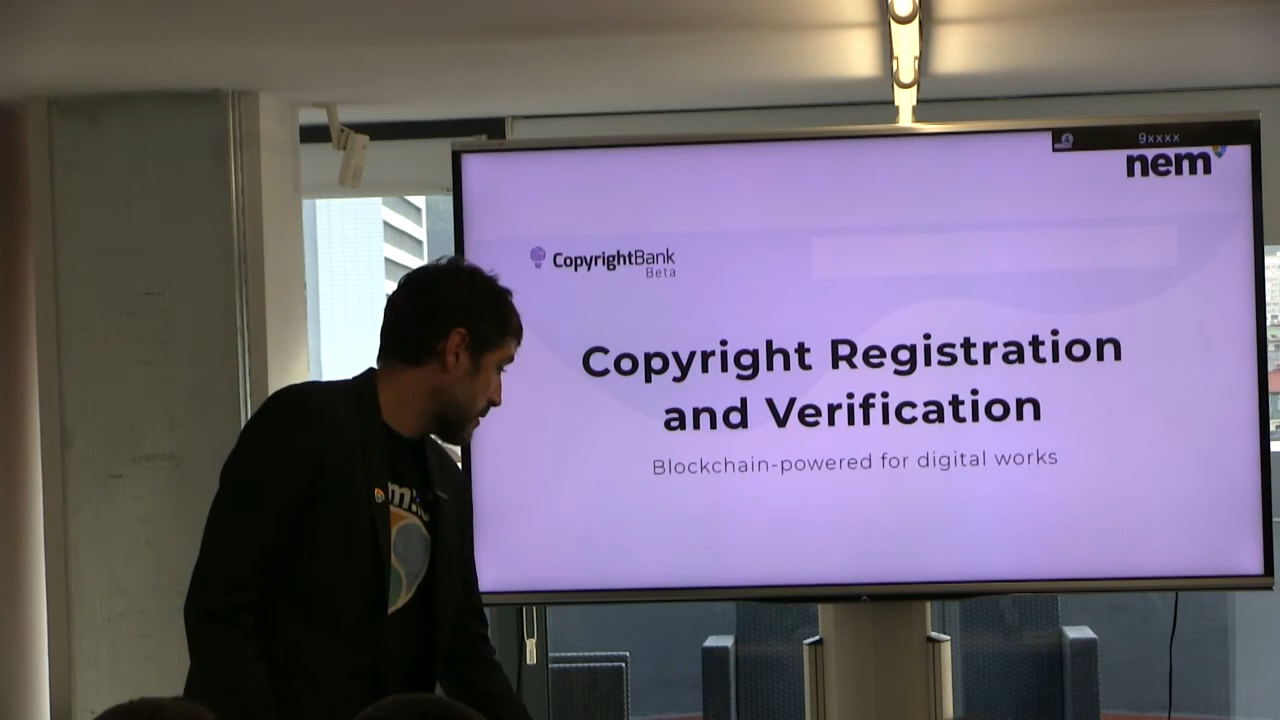 9xxxx
nem
CopyrightBank
Beta
Copyright Registration
and Verification
Blockchain-powered for digital works